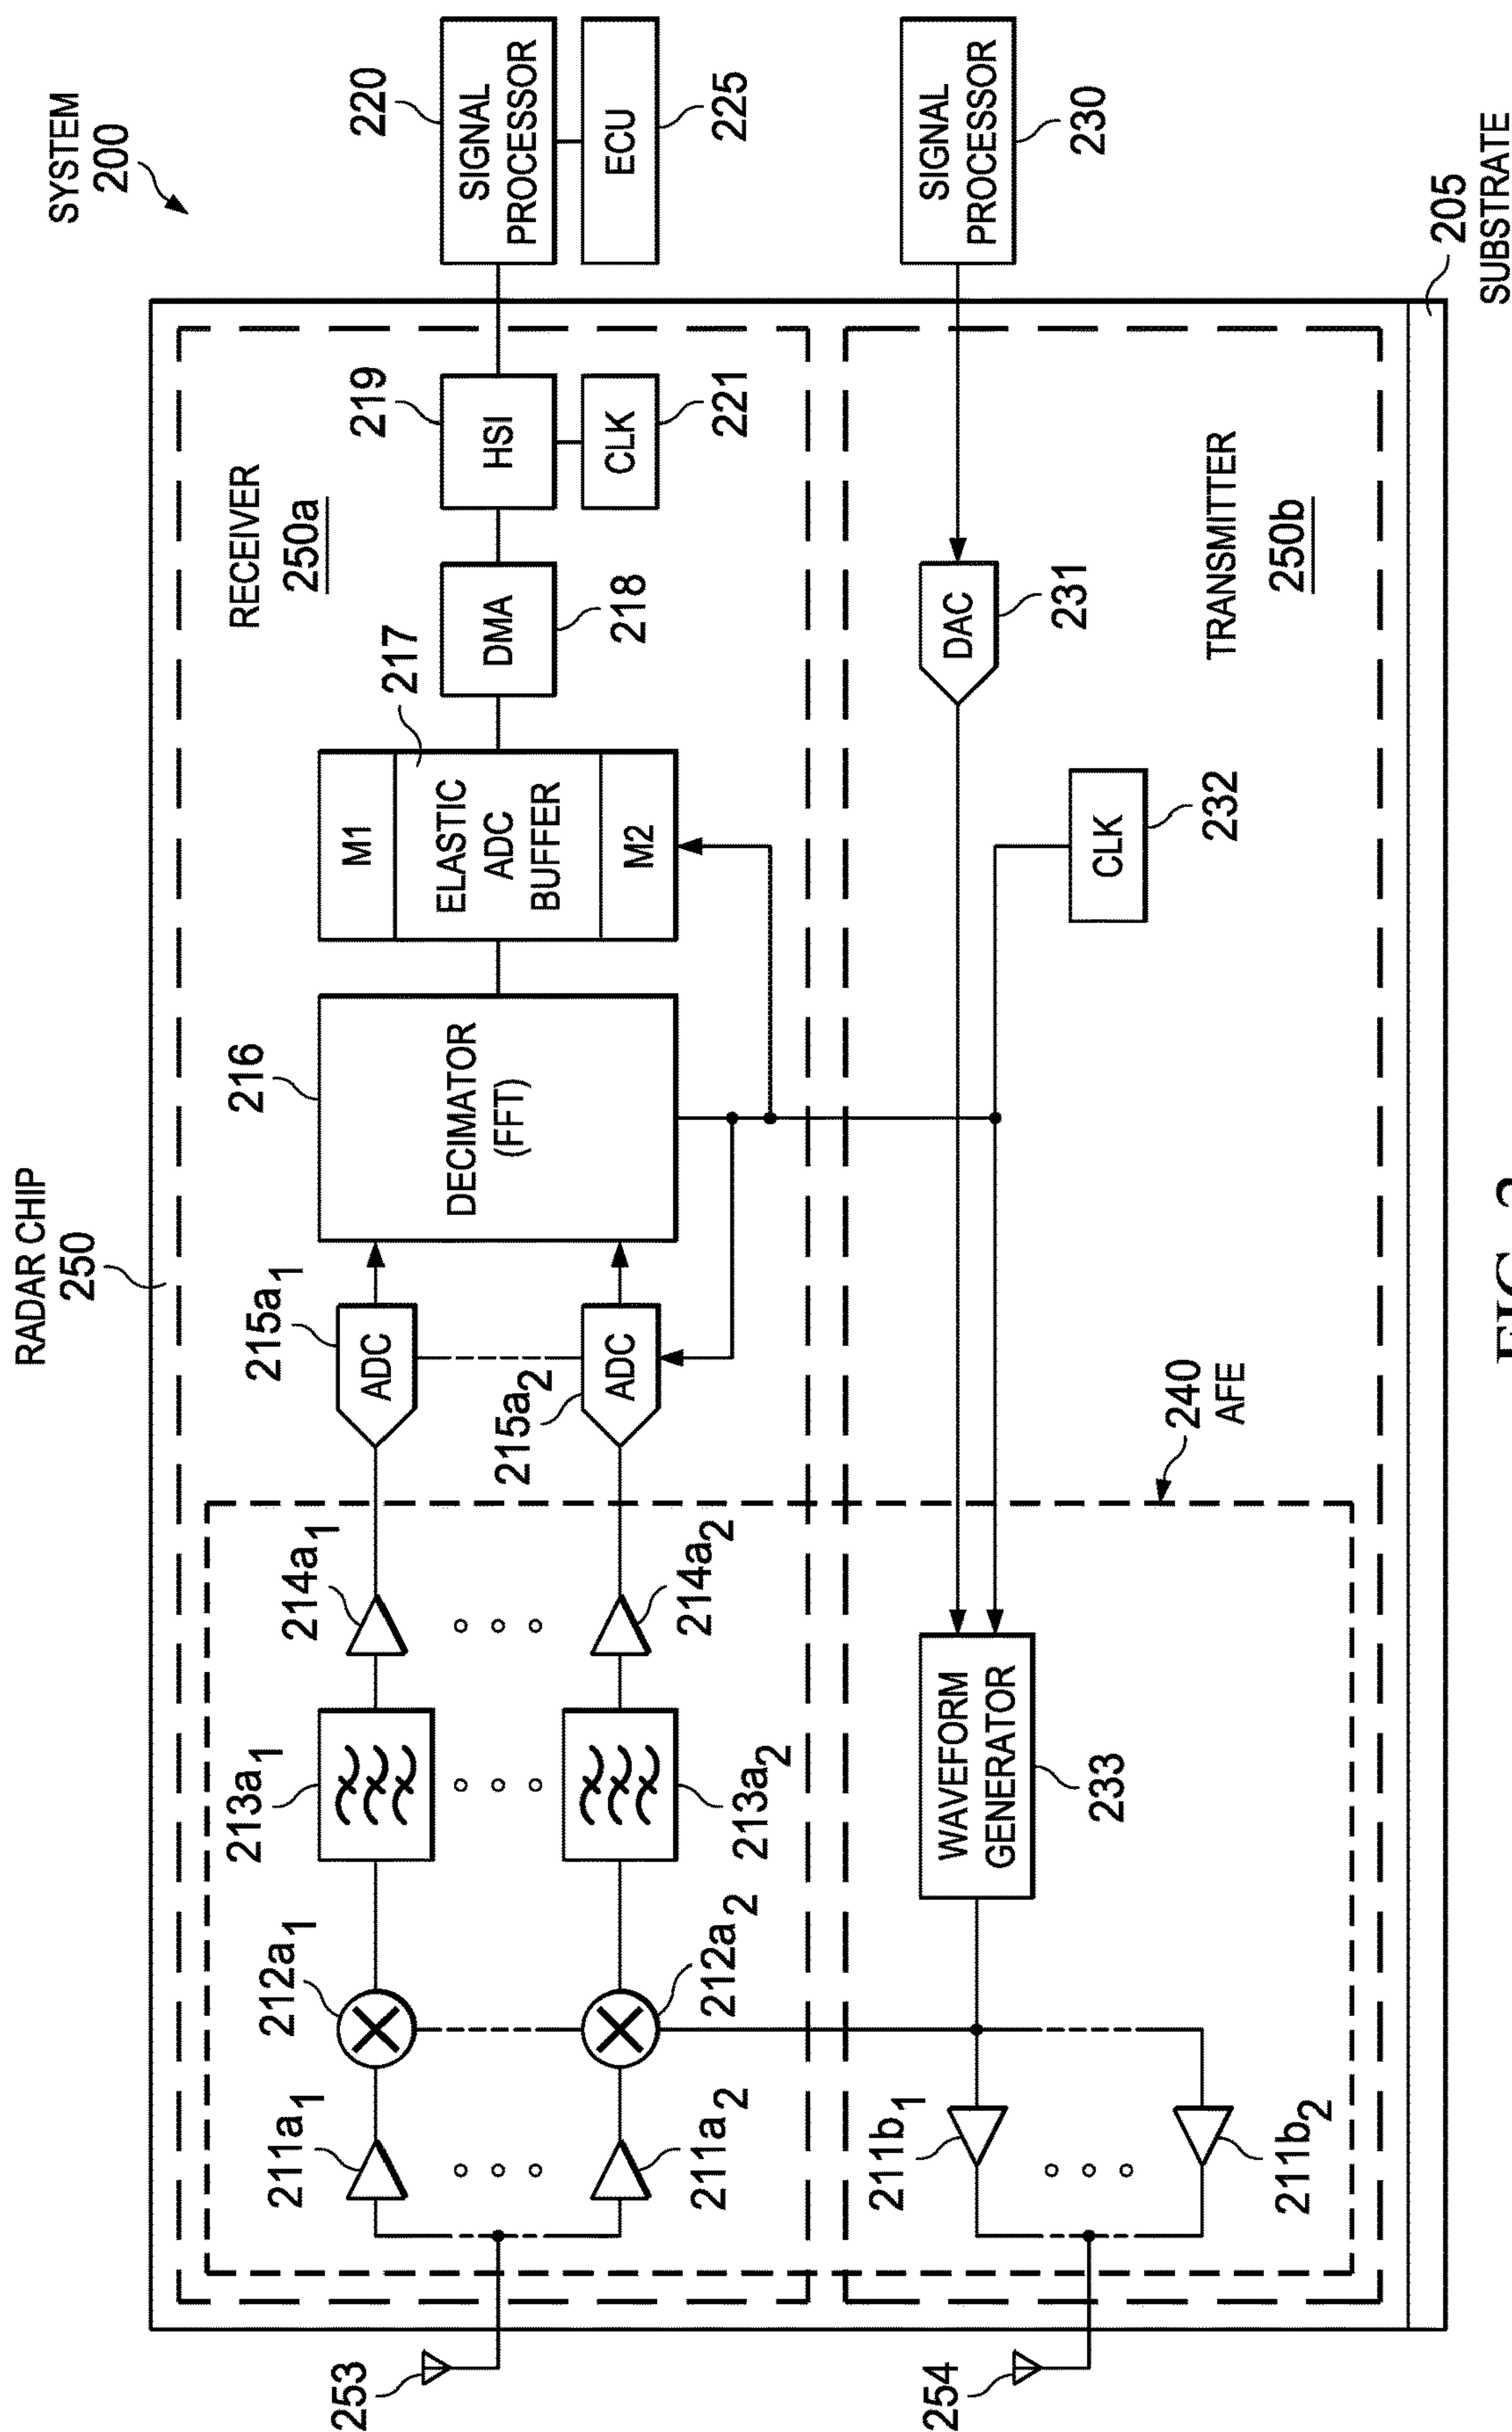 SYSTEM
200
RADAR CHIP
250
RECEIVER
250a
253
211a1
211a2
212a1
212a2
213a1
213a2
214a1
214a2
215a1
ADC
215a2
ADC
216
DECIMATOR
(FFT)
M1
ELASTIC
ADC
BUFFER
M2
217
DMA
218
219
HSI
CLK
221
220
SIGNAL
PROCESSOR
ECU
225
SIGNAL
PROCESSOR
230
TRANSMITTER
250b
DAC
231
CLK
232
WAVEFORM
GENERATOR
233
240
AFE
211b1
211b2
254
205
SUBSTRATE